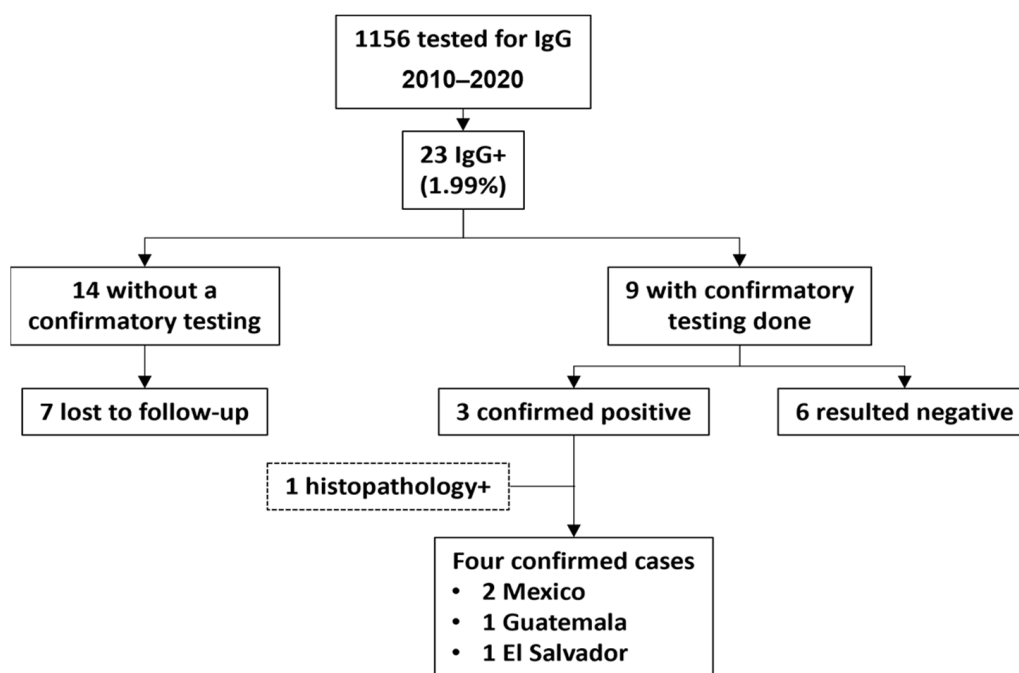 1156 tested for IgG
2010–2020
23 IgG+
(1.99%)
14 without a
confirmatory testing
9 with confirmatory
testing done
7 lost to follow-up
3 confirmed positive
6 resulted negative
1 histopathology+
Four confirmed cases
• 2 Mexico
• 1 Guatemala
• 1 El Salvador